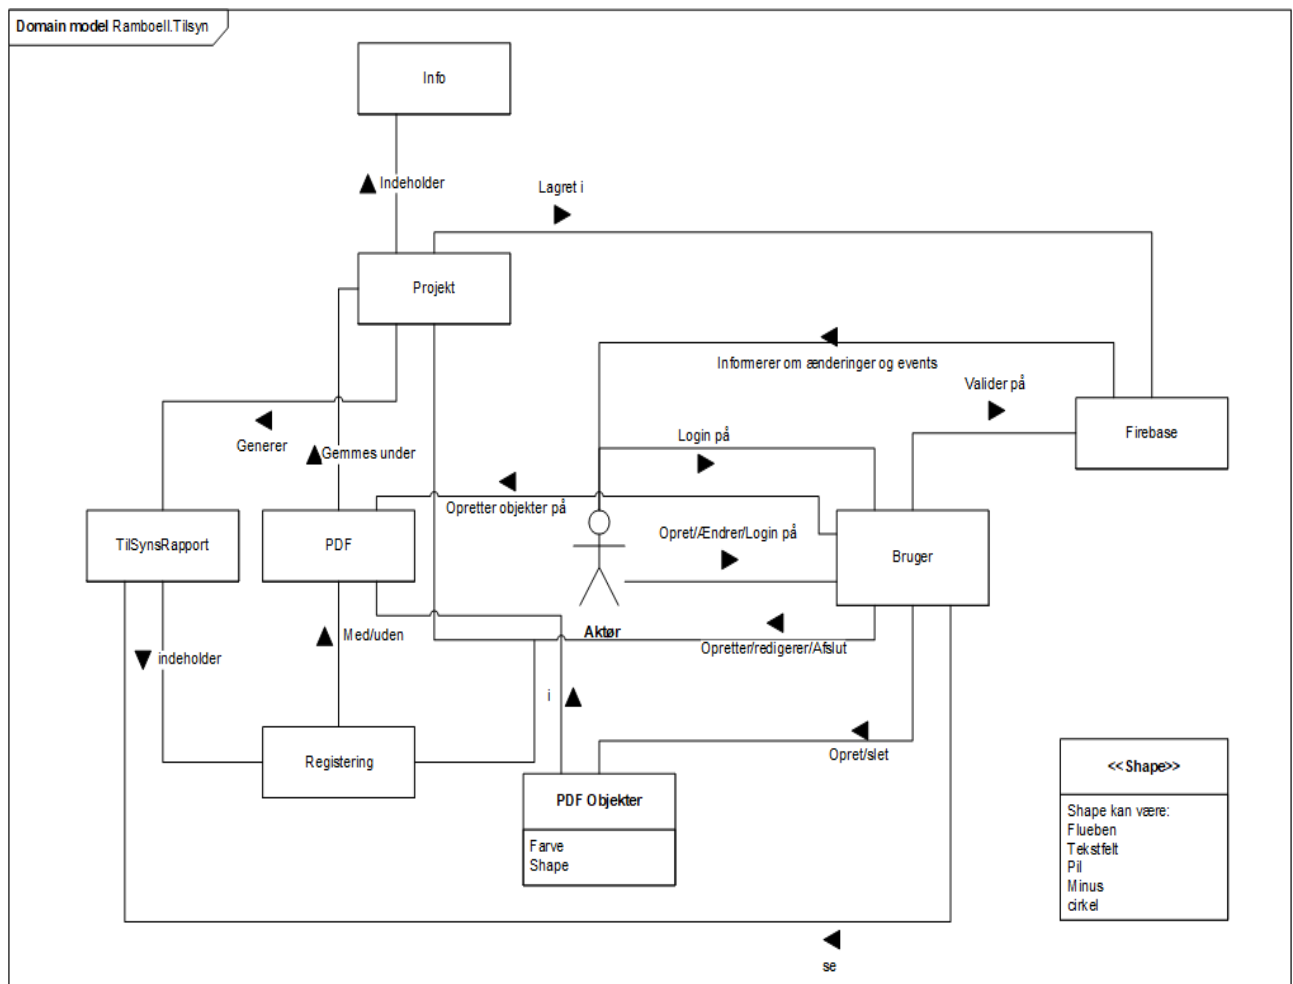 Domain model Ramboell.Tilsyn
Info
Indeholder
Lagret i
Projekt
Informerer om ænderinger og events
Valider på
Generer
Gemmes under
Login på
Firebase
Opretter objekter på
TilSynsRapport
PDF
Opret/Ændrer/Login på
Bruger
Med/uden
Aktør
Opretter/redigerer/Afslut
indeholder
i
Registering
Opret/slet
PDF Objekter
Farve
Shape
<<Shape>>
Shape kan være:
Flueben
Tekstfelt
Pil
Minus
cirkel
se